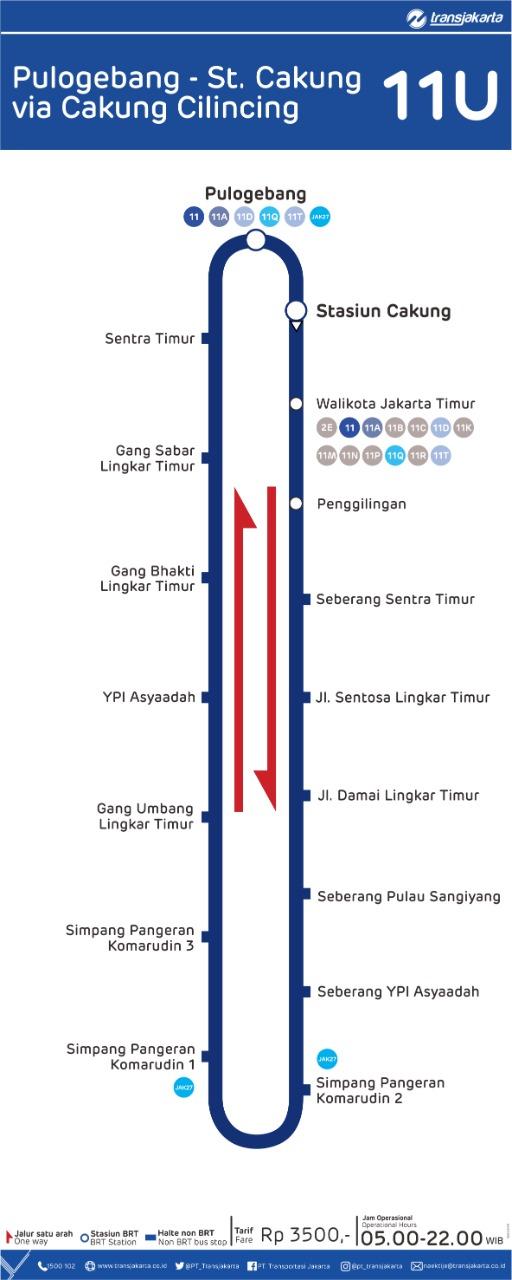 transjakarta
Pulogebang - St. Cakung
via Cakung Cilincing
11U
Pulogebang
11 11A 11D 11Q 11T JAK27
Stasiun Cakung
Sentra Timur
Walikota Jakarta Timur
2E 11 11A 11B 11C 11D 11K
11M 11N 11P 11Q 11R 11T
Gang Sabar
Lingkar Timur
Penggilingan
Gang Bhakti
Lingkar Timur
Seberang Sentra Timur
YPI Asyaadah
Jl. Sentosa Lingkar Timur
Jl. Damai Lingkar Timur
Gang Umbang
Lingkar Timur
Seberang Pulau Sangiyang
Simpang Pangeran
Komarudin 3
Seberang YPI Asyaadah
Simpang Pangeran
Komarudin 1
JAK27
JAK27
Simpang Pangeran
Komarudin 2
Jalur satu arah
One way
Stasiun BRT
BRT Station
Halte non BRT
Non BRT bus stop
Tarif
Fare
Rp 3500,-
Jam Operasional
Operational Hours
05.00-22.00 WIB
1500 102 www.transjakarta.co.id @PT_Transjakarta PT Transportasi Jakarta @pt_transjakarta naektije@transjakarta.co.id